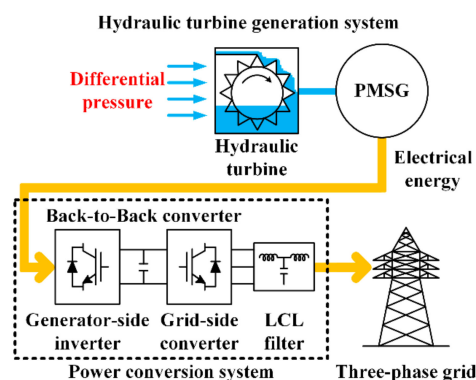 Hydraulic turbine generation system
Differential
pressure
PMSG
Hydraulic
turbine
Electrical
energy
Back-to-Back converter
Generator-side
inverter
Grid-side
converter
LCL
filter
Power conversion system
Three-phase grid